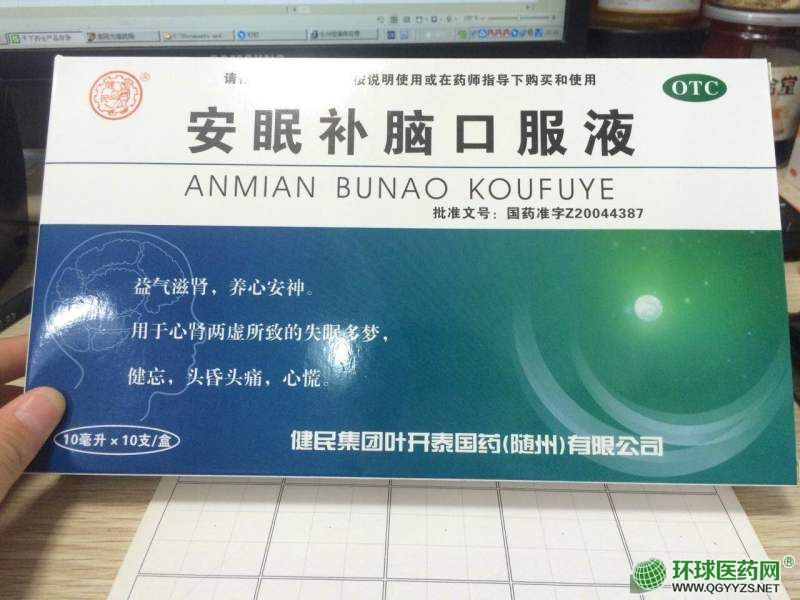 请
按说明使用或在药师指导下购买和使用
OTC
安眠补脑口服液
ANMIAN BUNAO KOUFUYE
批准文号：国药准字Z20044387
益气滋肾，养心安神。
用于心肾两虚所致的失眠多梦，
健忘，头昏头痛，心慌。
10毫升×10支/盒
健民集团叶开泰国药(随州)有限公司
环球医药网®
WWW.QGYYZS.NET